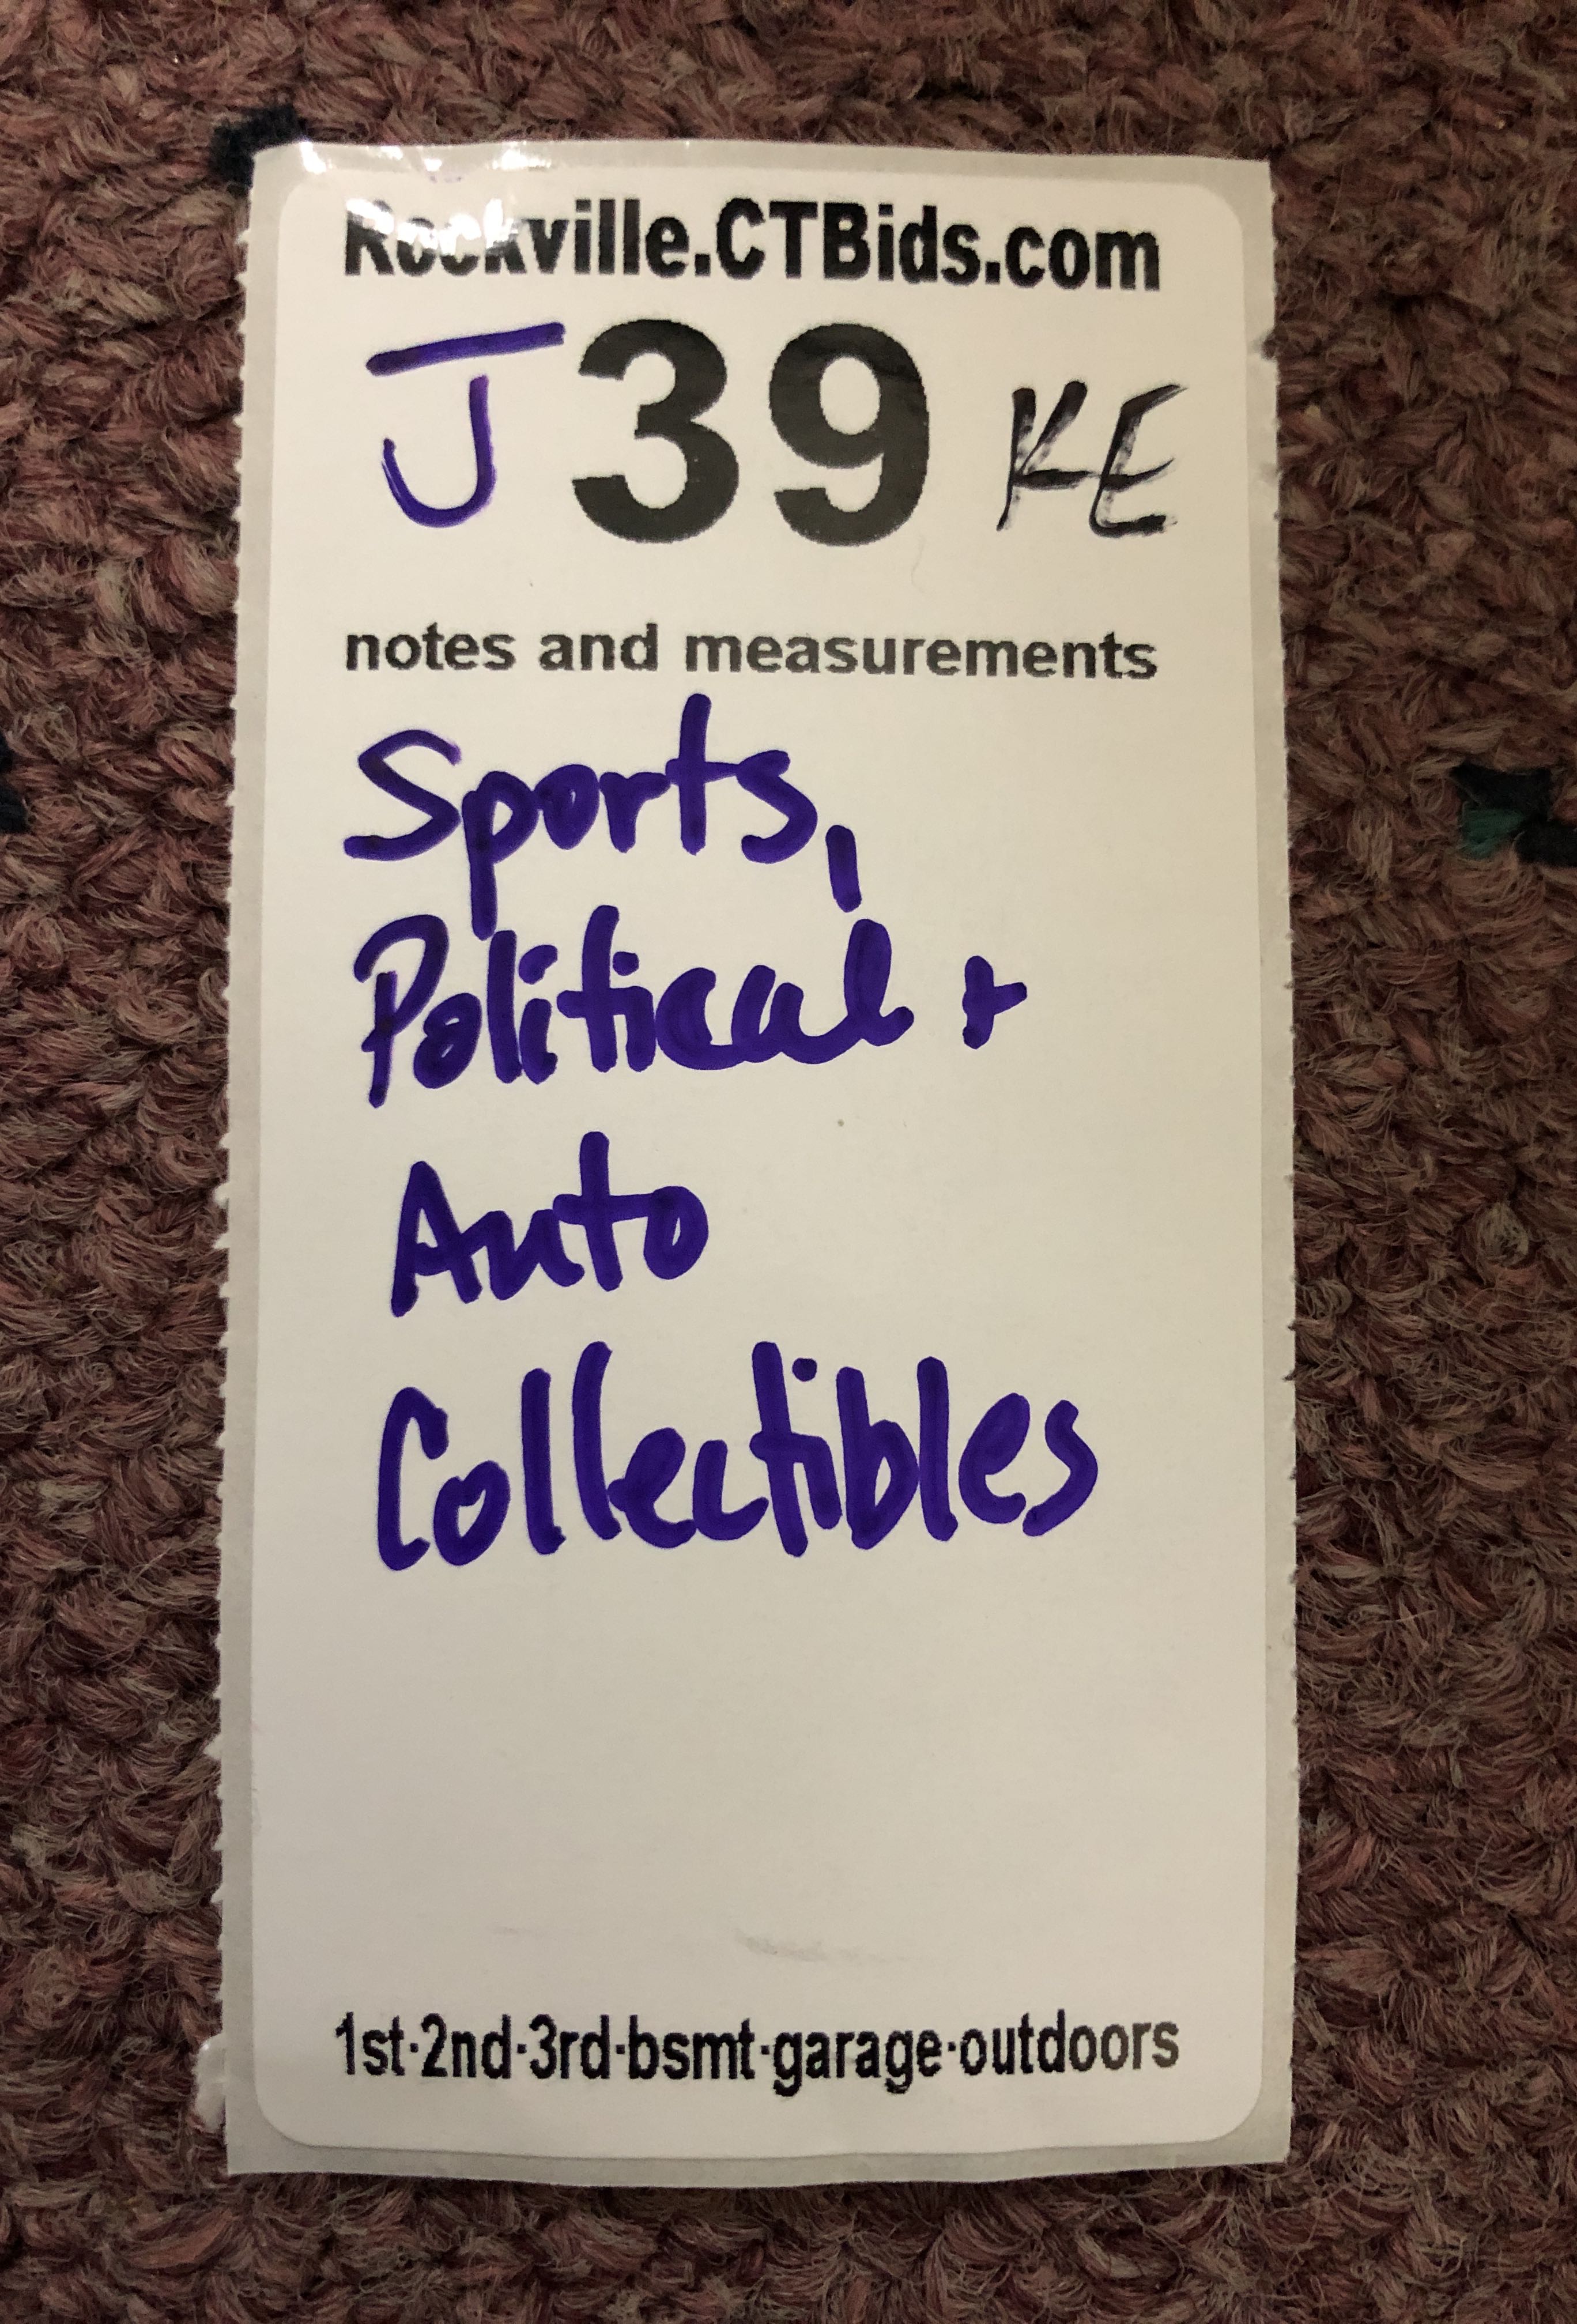 Rockville.CTBids.com
J 39 KE
notes and measurements
Sports,
Political +
Auto
Collectibles
1st·2nd·3rd·bsmt·garage·outdoors